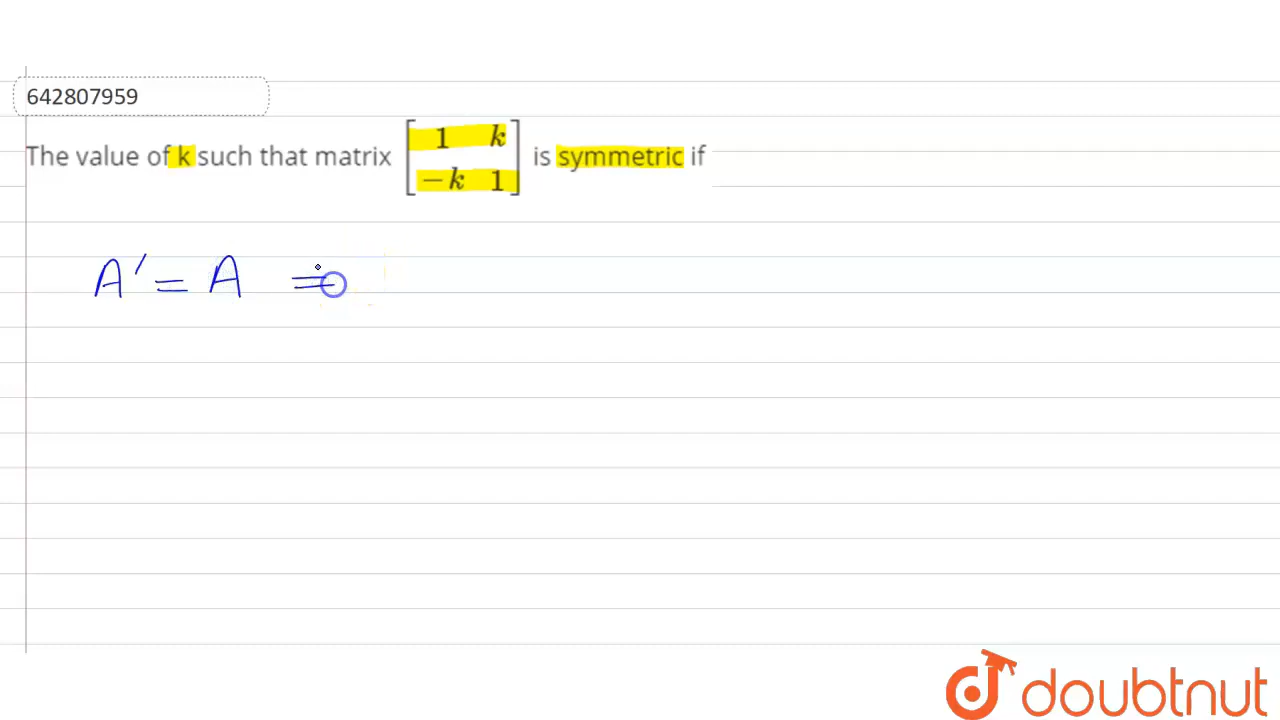 642807959
The value of k such that matrix [1 k
-k 1] is symmetric if
A' = A =
doubtnut